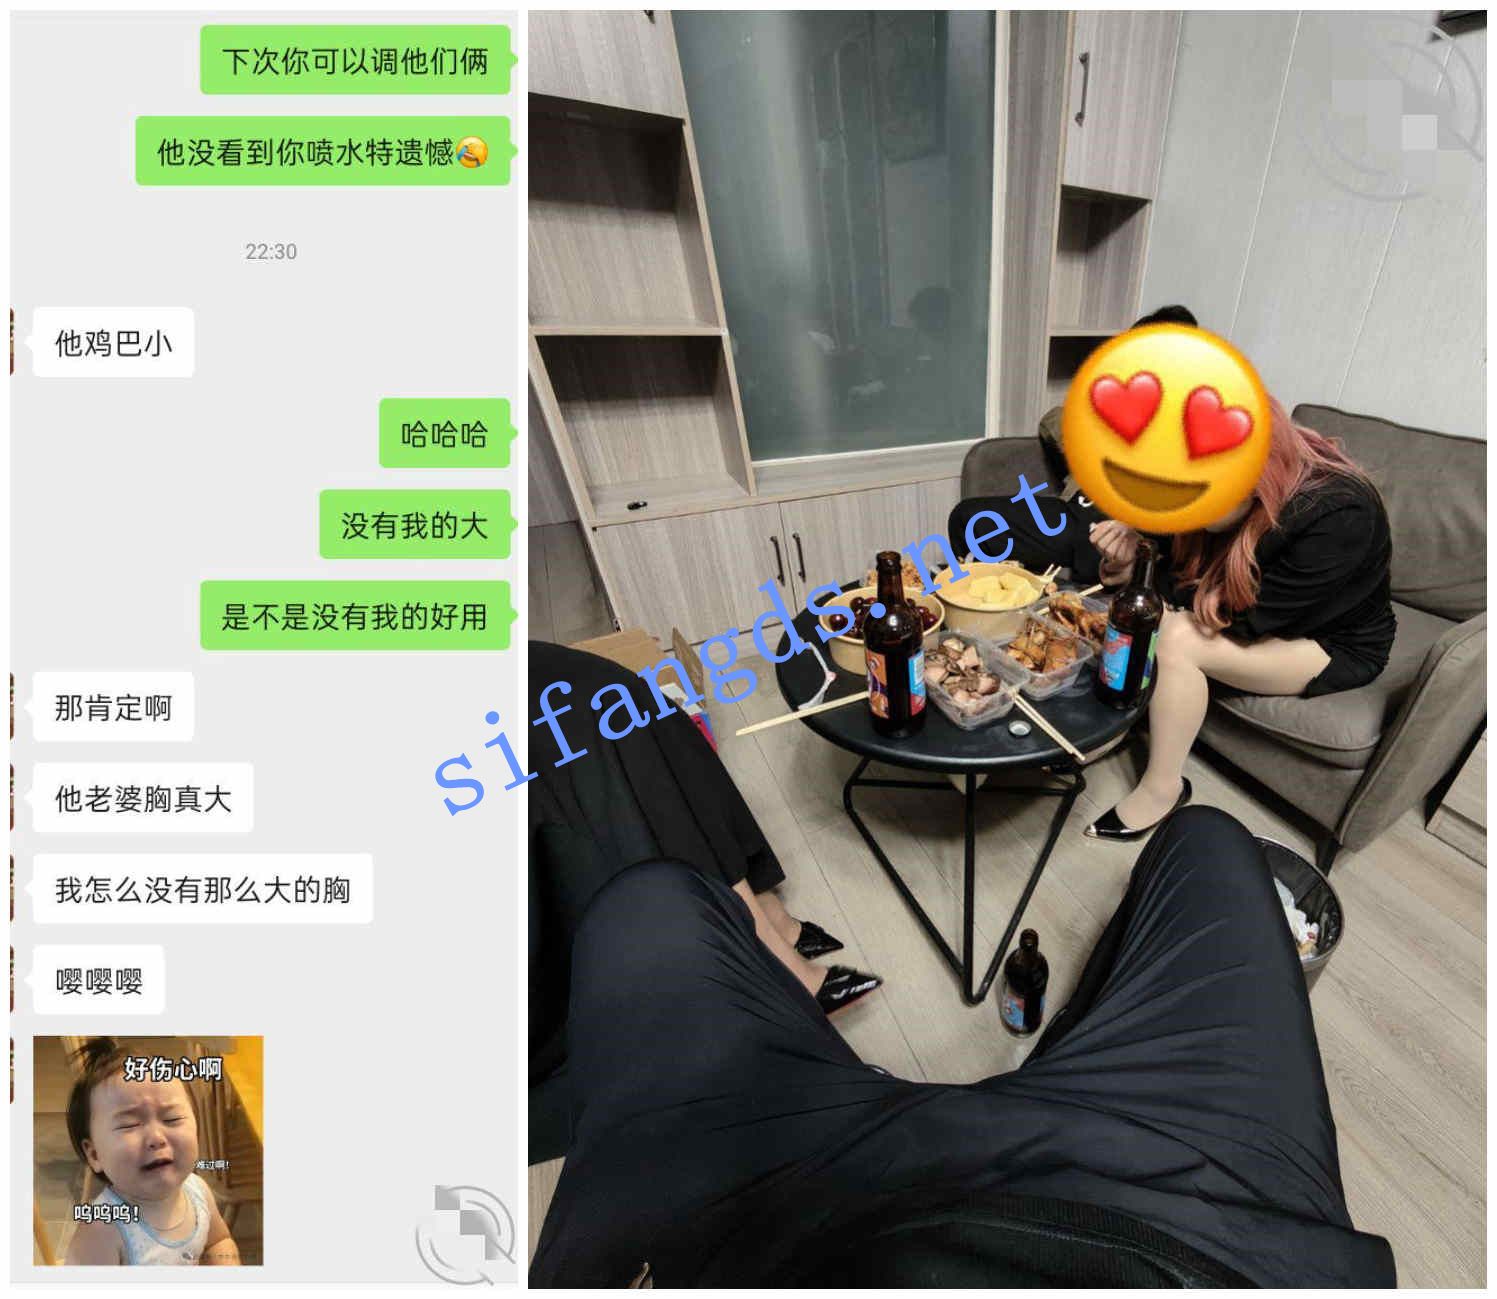 下次你可以调他们俩
他没看到你喷水特遗憾
22:30
他鸡巴小
哈哈哈
没有我的大
是不是没有我的好用
那肯定啊
他老婆胸真大
我怎么没有那么大的胸
嘤嘤嘤
好伤心啊
难过啊!
呜呜呜!
sifangds.net